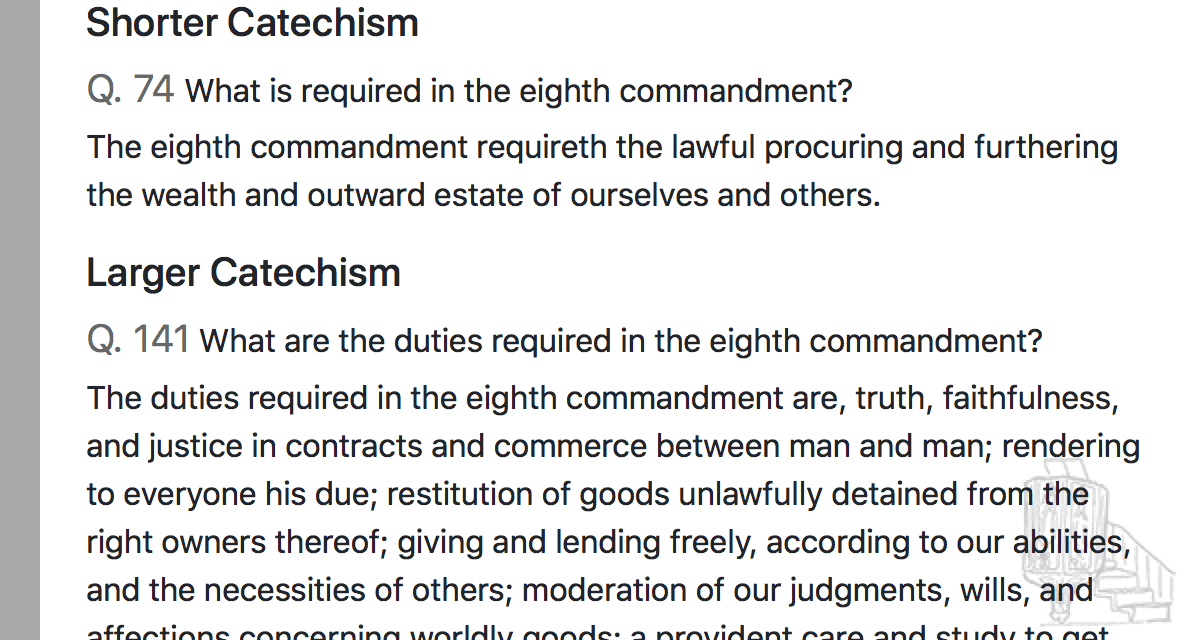 Shorter Catechism
Q. 74 What is required in the eighth commandment?
The eighth commandment requireth the lawful procuring and furthering
the wealth and outward estate of ourselves and others.
Larger Catechism
Q. 141 What are the duties required in the eighth commandment?
The duties required in the eighth commandment are, truth, faithfulness,
and justice in contracts and commerce between man and man; rendering
to everyone his due; restitution of goods unlawfully detained from the
right owners thereof; giving and lending freely, according to our abilities,
and the necessities of others; moderation of our judgments, wills, and
affections concerning worldly goods; a provident care and study to get